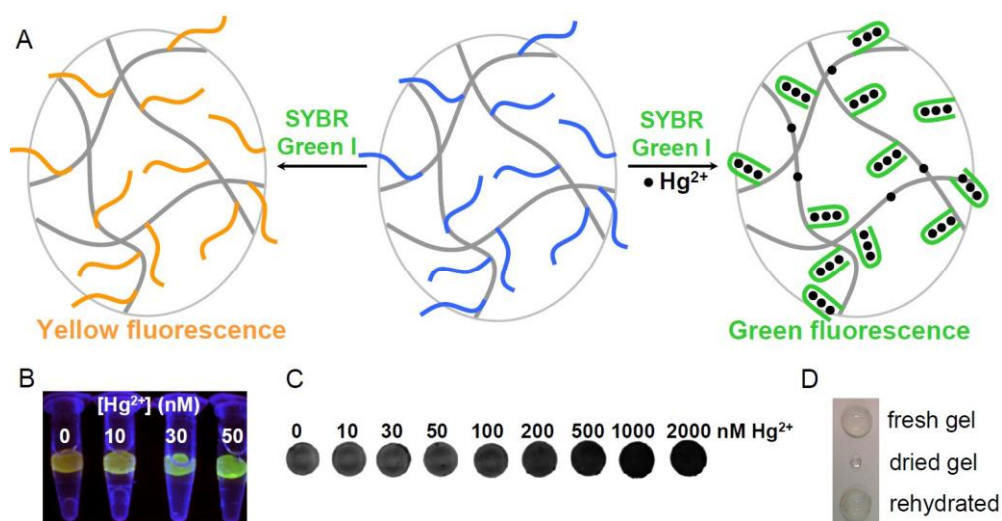 A
SYBR
Green I
SYBR
Green I
• Hg²⁺
Yellow fluorescence
Green fluorescence
B
[Hg²⁺] (nM)
0 10 30 50
C
0 10 30 50 100 200 500 1000 2000 nM Hg²⁺
D
fresh gel
dried gel
rehydrated